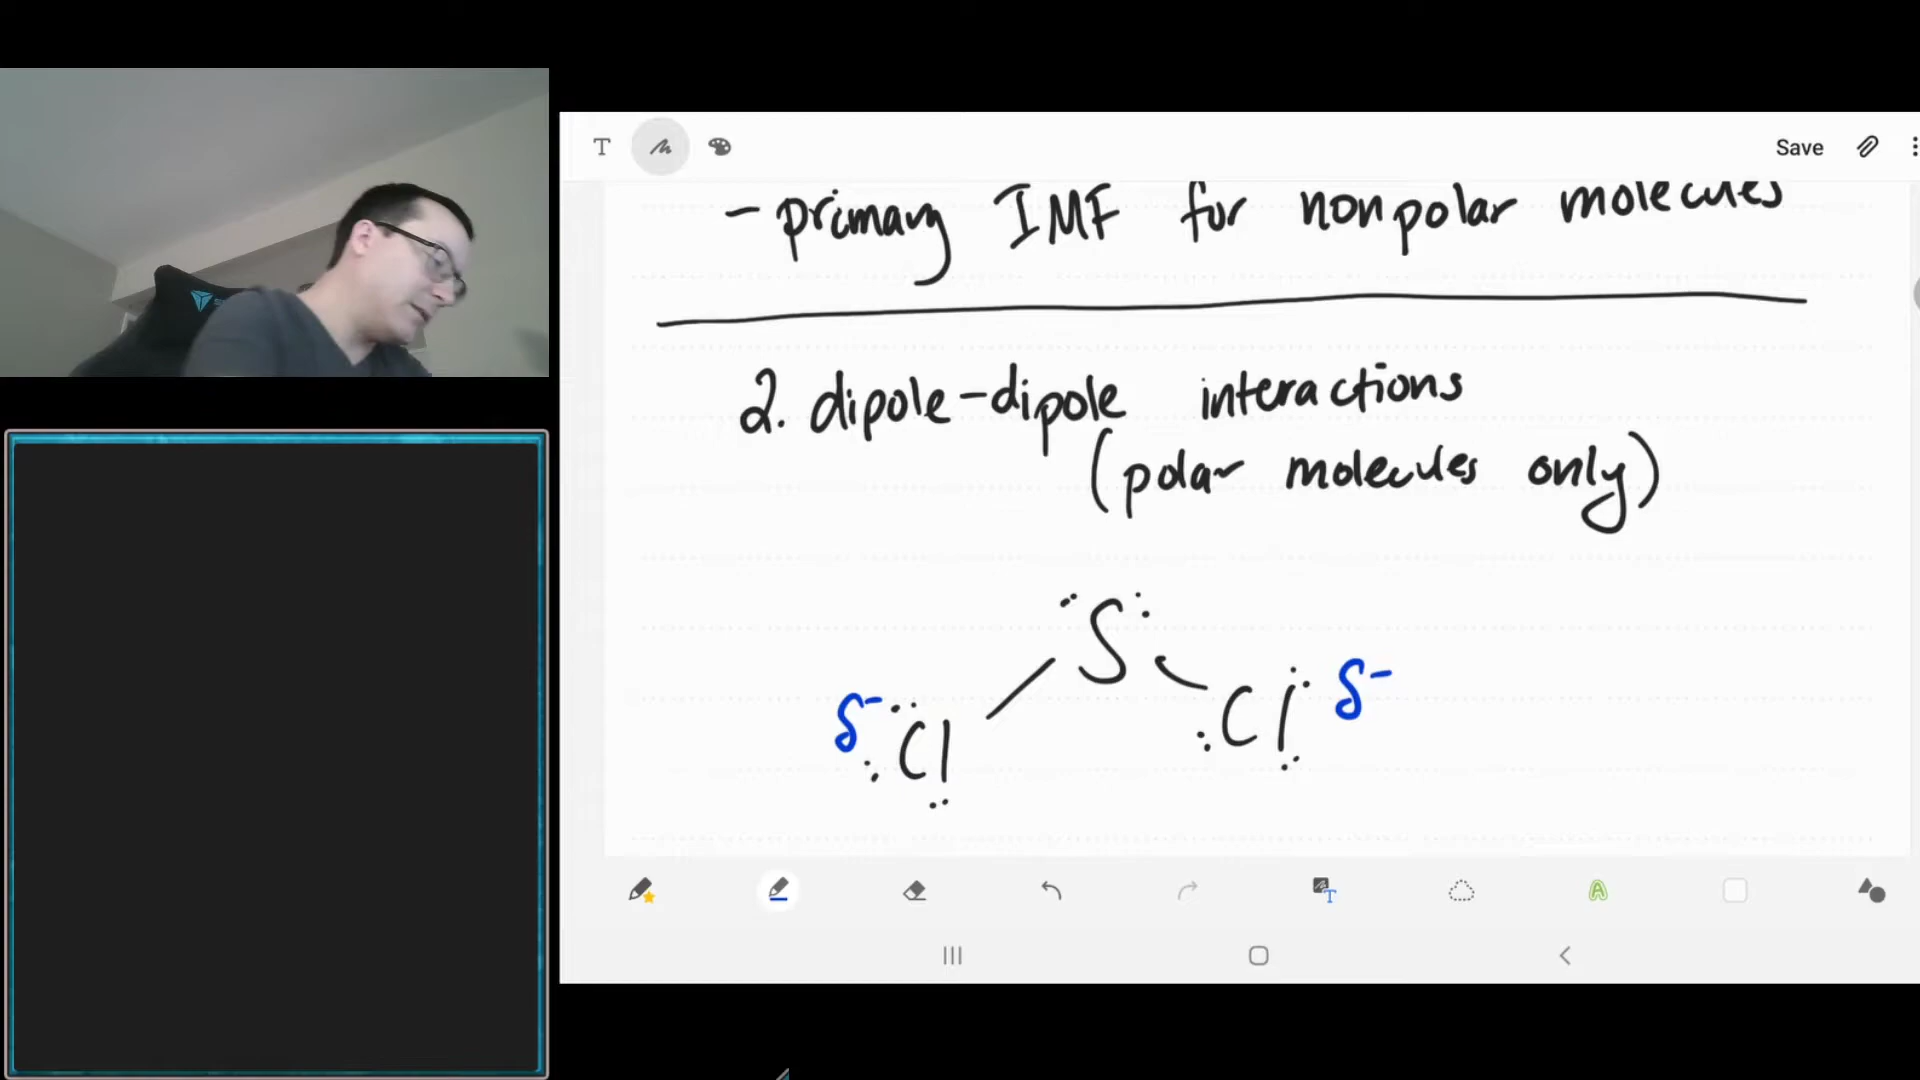 Save
- primary IMF for nonpolar molecules
2. dipole-dipole interactions
(polar molecules only)
S
δ- Cl
Cl δ-